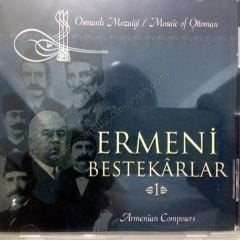 Osmanlı Mozaiği / Mosaic of Ottoman
ERMENİ
BESTEKÂRLAR
1
Armenian Composers